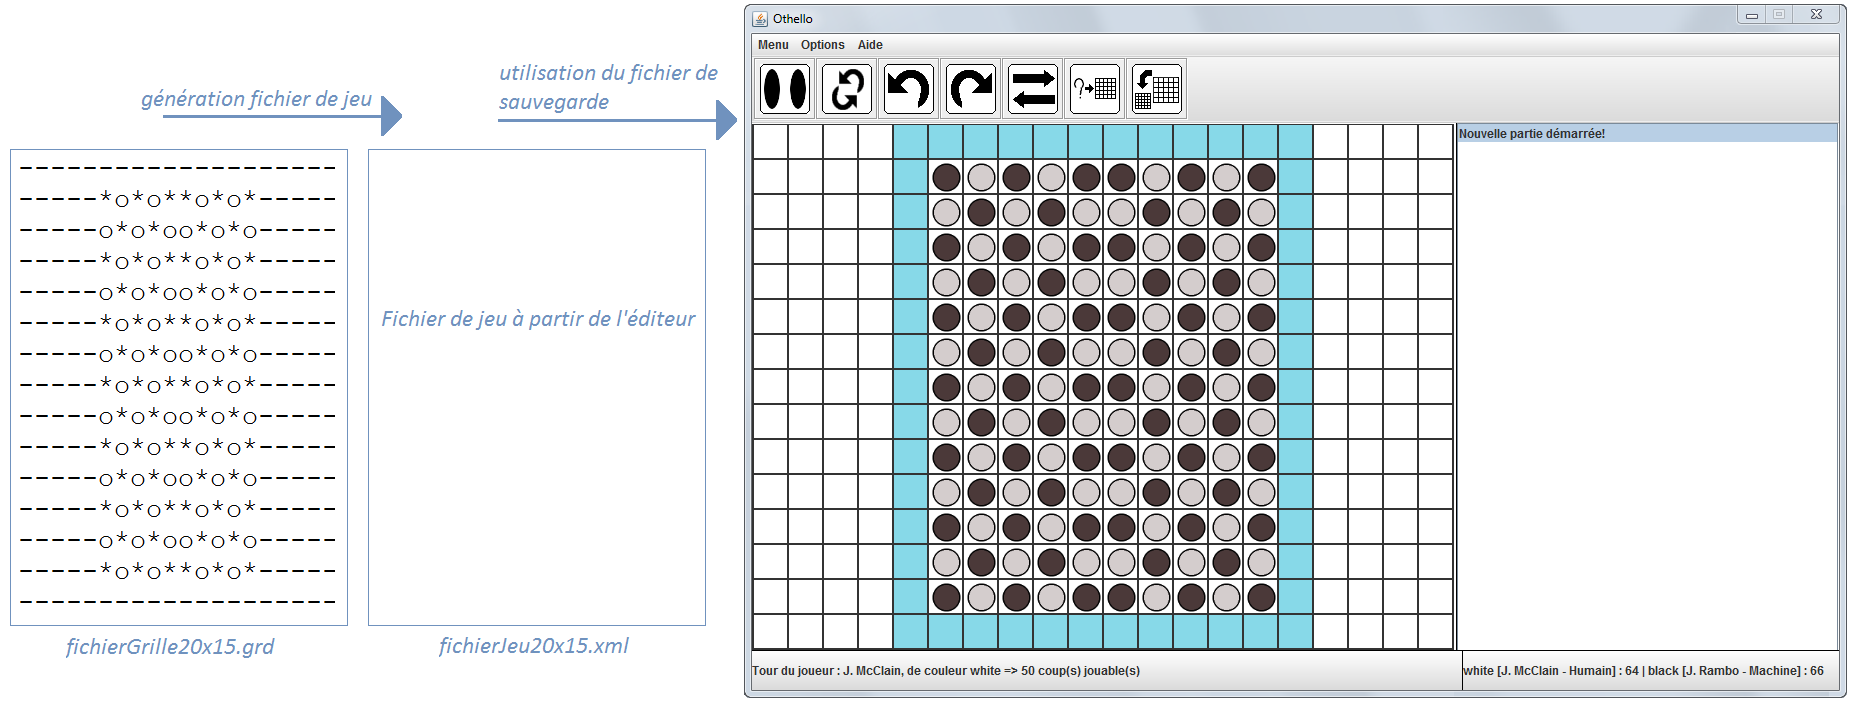 génération fichier de jeu
utilisation du fichier de
sauvegarde
--------------------
-----*o*o**o*o*-----
-----o*o*oo*o*o-----
-----*o*o**o*o*-----
-----o*o*oo*o*o-----
-----*o*o**o*o*-----
-----o*o*oo*o*o-----
-----*o*o**o*o*-----
-----o*o*oo*o*o-----
-----*o*o**o*o*-----
-----o*o*oo*o*o-----
-----*o*o**o*o*-----
-----o*o*oo*o*o-----
-----*o*o**o*o*-----
--------------------
fichierGrille20x15.grd
Fichier de jeu à partir de l'éditeur
fichierJeu20x15.xml
Othello
Menu Options Aide
?
Nouvelle partie démarrée!
Tour du joueur : J. McClain, de couleur white => 50 coup(s) jouable(s)
white [J. McClain - Humain] : 64 | black [J. Rambo - Machine] : 66